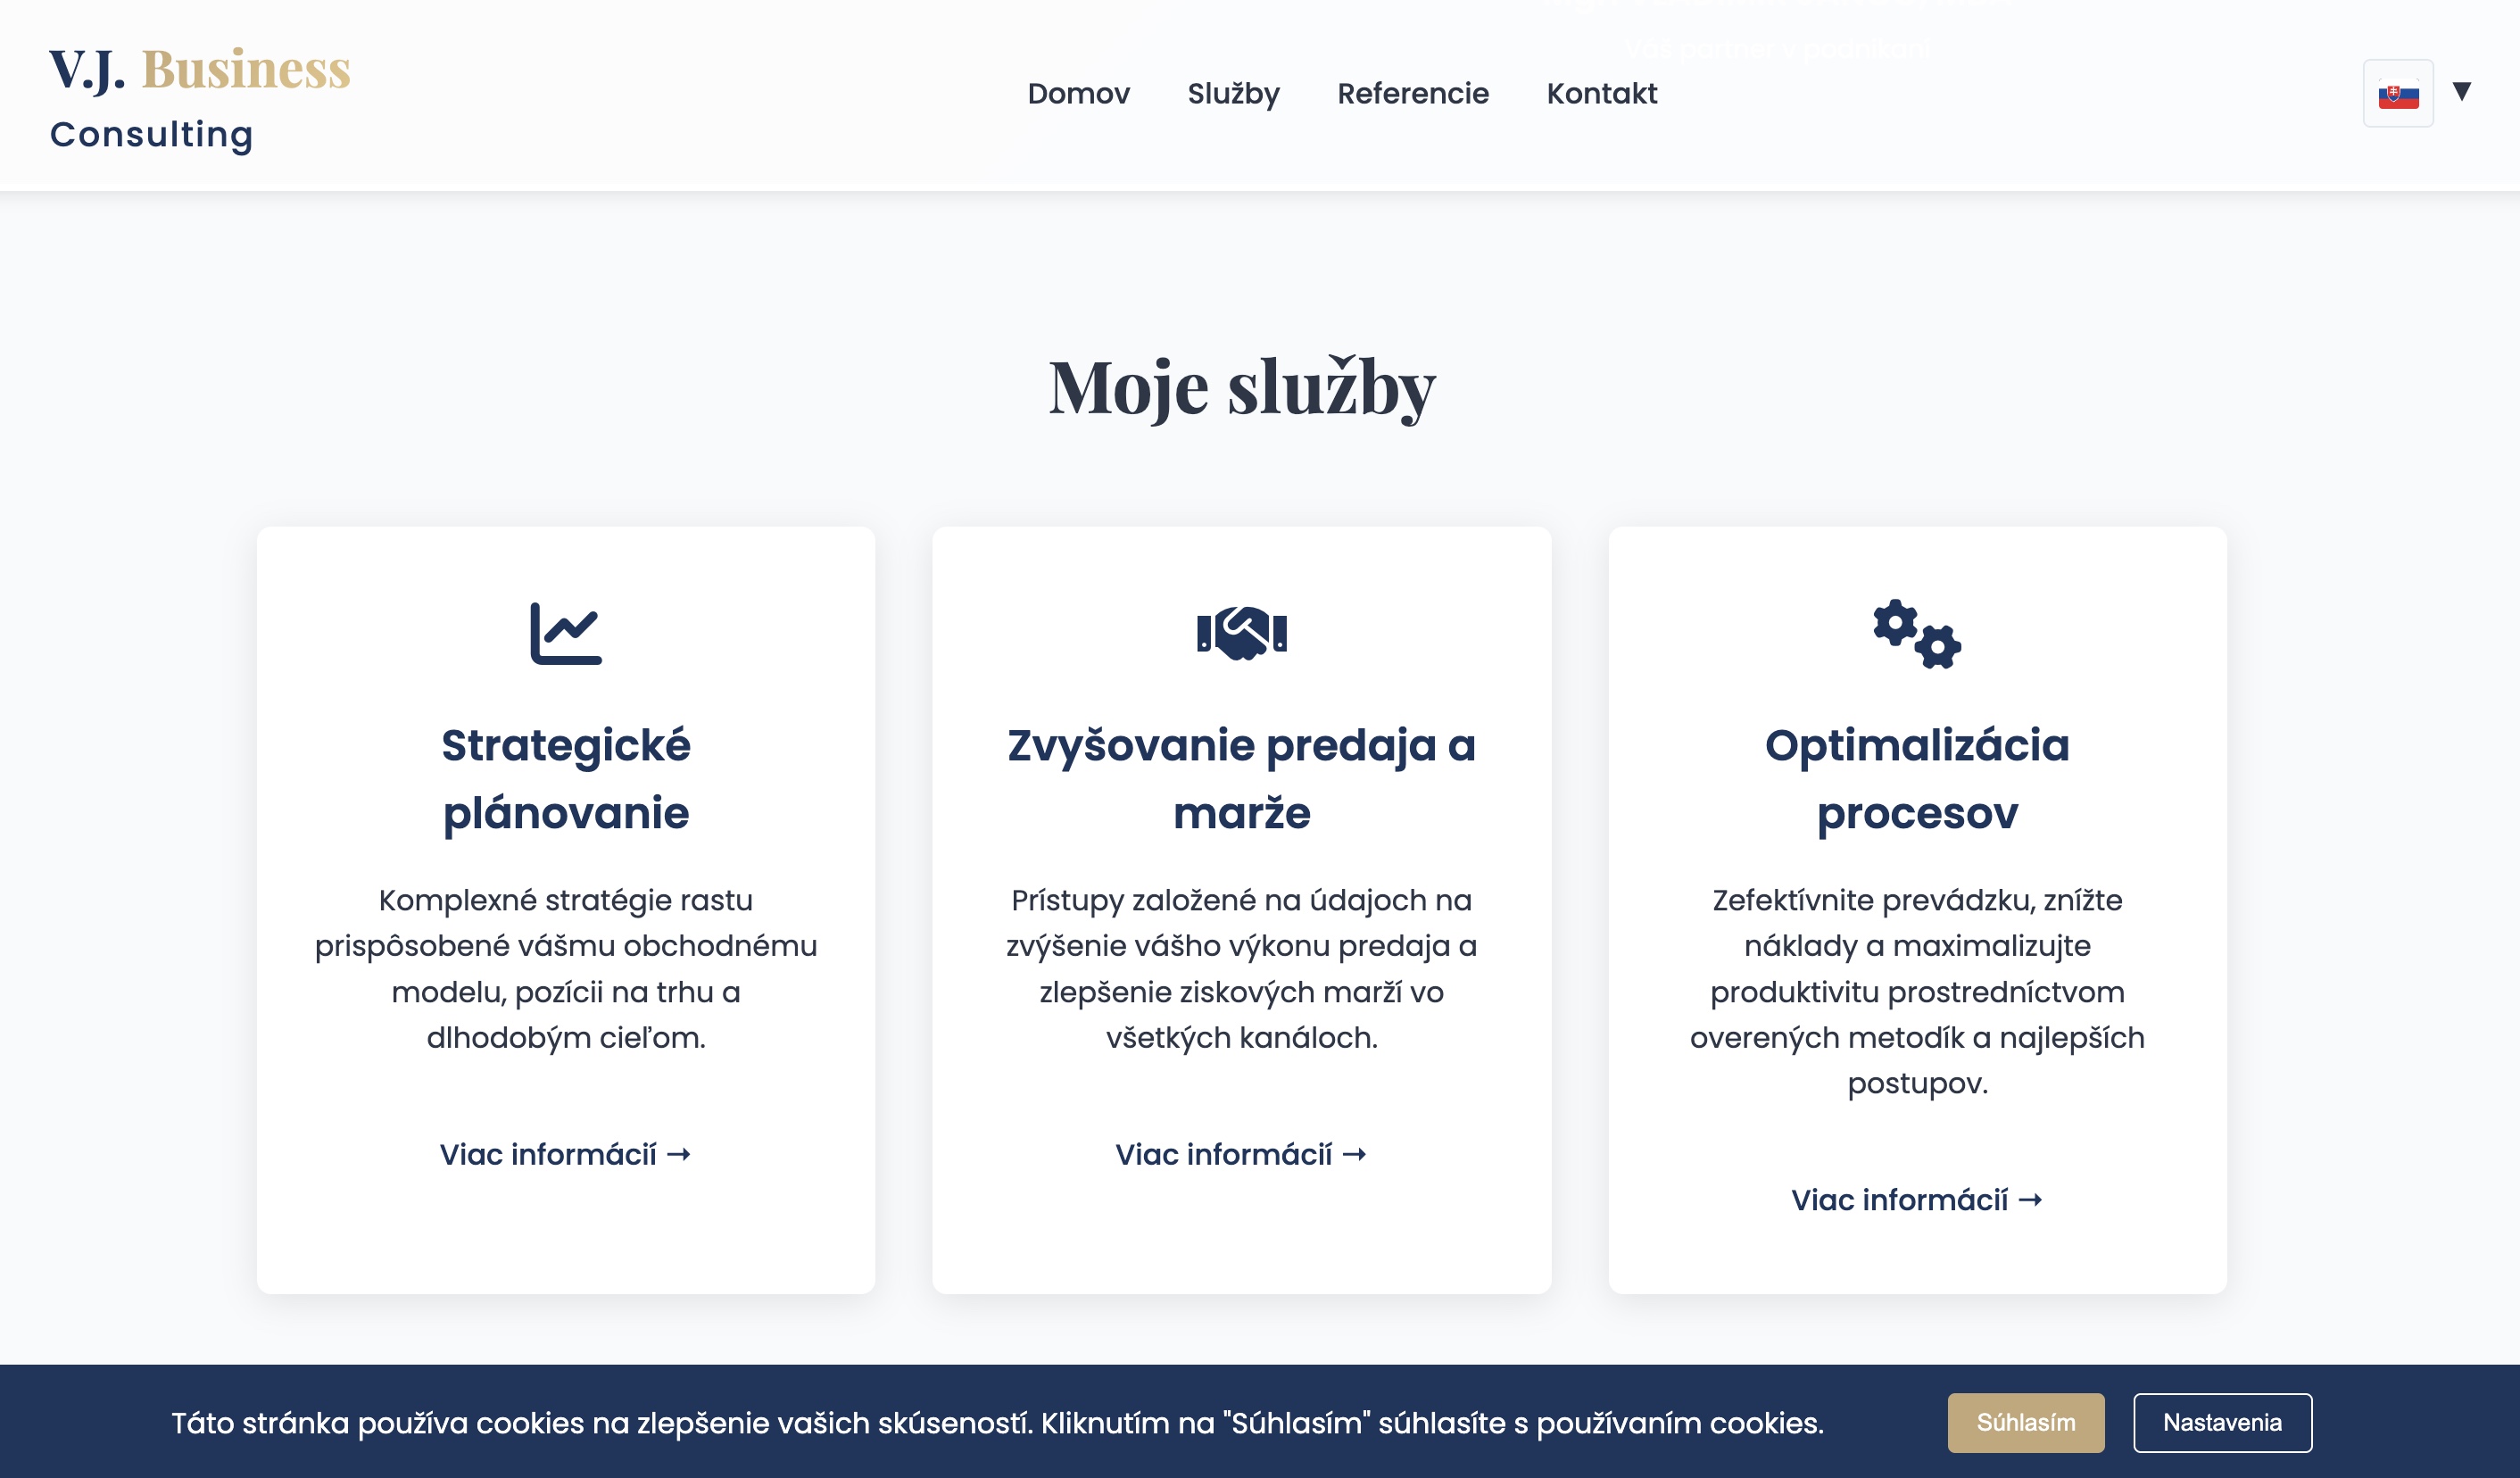 V.J. Business
Consulting
Váš partner v podnikaní
Domov Služby Referencie Kontakt
▼
Moje služby
Strategické
plánovanie
Komplexné stratégie rastu
prispôsobené vášmu obchodnému
modelu, pozícii na trhu a
dlhodobým cieľom.
Viac informácií →
Zvyšovanie predaja a
marže
Prístupy založené na údajoch na
zvýšenie vášho výkonu predaja a
zlepšenie ziskových marží vo
všetkých kanáloch.
Viac informácií →
Optimalizácia
procesov
Zefektívnite prevádzku, znížte
náklady a maximalizujte
produktivitu prostredníctvom
overených metodík a najlepších
postupov.
Viac informácií →
Táto stránka používa cookies na zlepšenie vašich skúseností. Kliknutím na "Súhlasím" súhlasíte s používaním cookies.
Súhlasím
Nastavenia